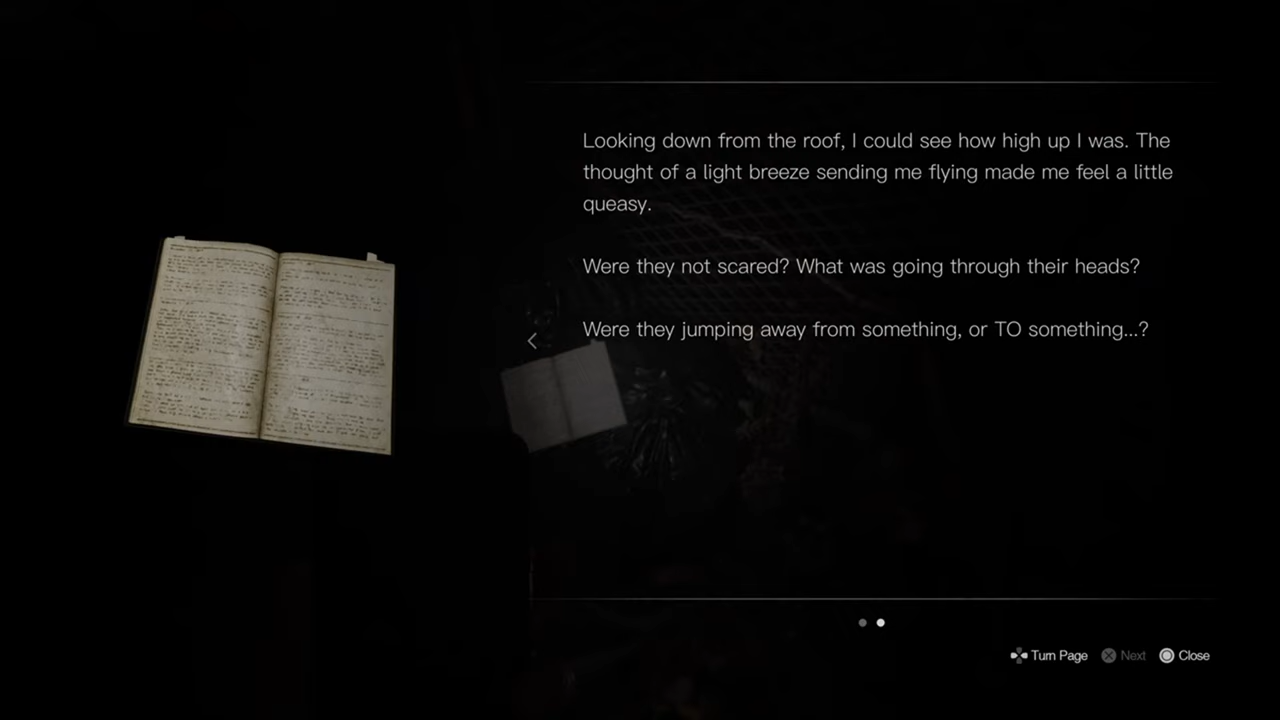 Looking down from the roof, I could see how high up I was. The
thought of a light breeze sending me flying made me feel a little
queasy.
Were they not scared? What was going through their heads?
Were they jumping away from something, or TO something...?
Turn Page
Next
Close